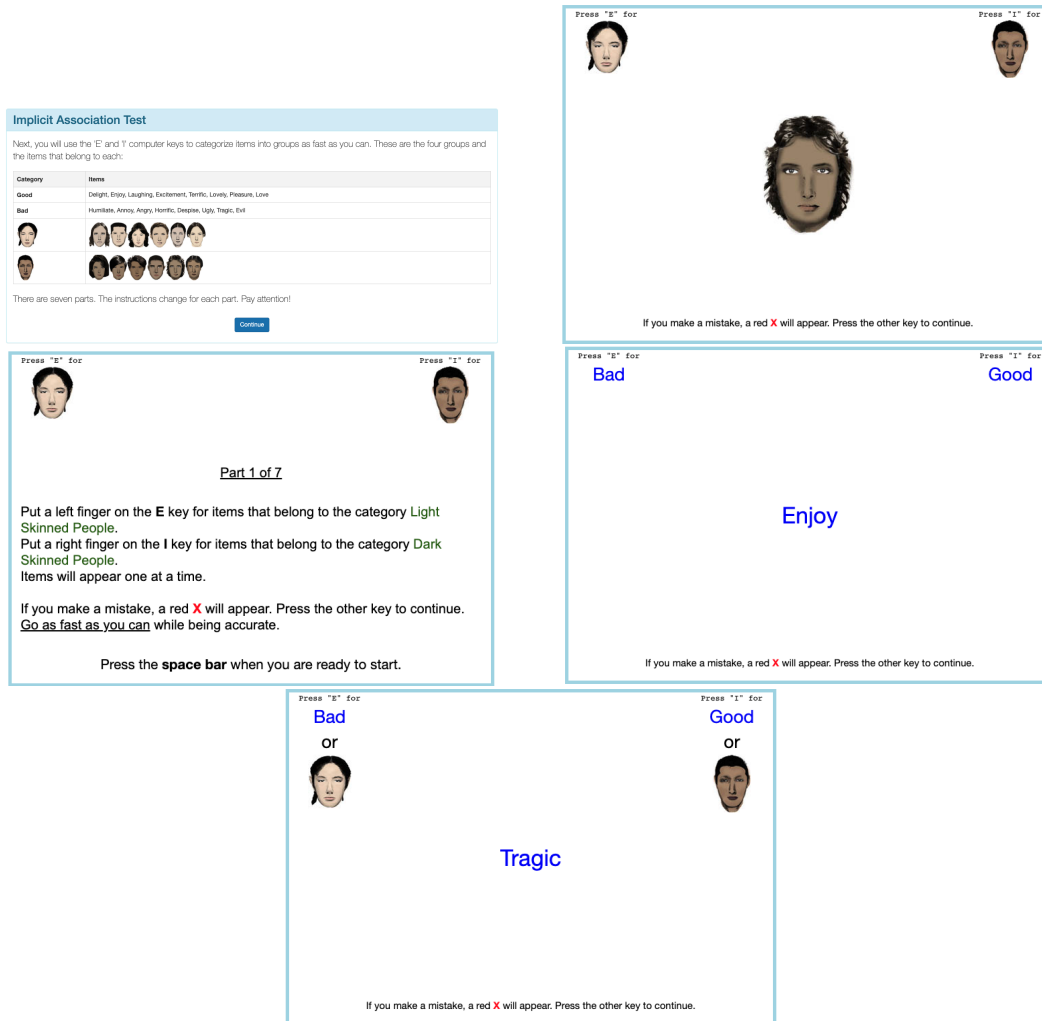 Implicit Association Test
Next, you will use the 'E' and 'I' computer keys to categorize items into groups as fast as you can. These are the four groups and
the items that belong to each:
Category Items
Good Delight, Enjoy, Laughing, Excitement, Terrific, Lovely, Pleasure, Love
Bad Humiliate, Annoy, Angry, Horrific, Despise, Ugly, Tragic, Evil
There are seven parts. The instructions change for each part. Pay attention!
Continue
Press "E" for Press "I" for
If you make a mistake, a red X will appear. Press the other key to continue.
Press "E" for Press "I" for
Part 1 of 7
Put a left finger on the E key for items that belong to the category Light
Skinned People.
Put a right finger on the I key for items that belong to the category Dark
Skinned People.
Items will appear one at a time.
If you make a mistake, a red X will appear. Press the other key to continue.
Go as fast as you can while being accurate.
Press the space bar when you are ready to start.
Press "E" for Press "I" for
Bad Good
Enjoy
If you make a mistake, a red X will appear. Press the other key to continue.
Press "E" for Press "I" for
Bad Good
or or
Tragic
If you make a mistake, a red X will appear. Press the other key to continue.